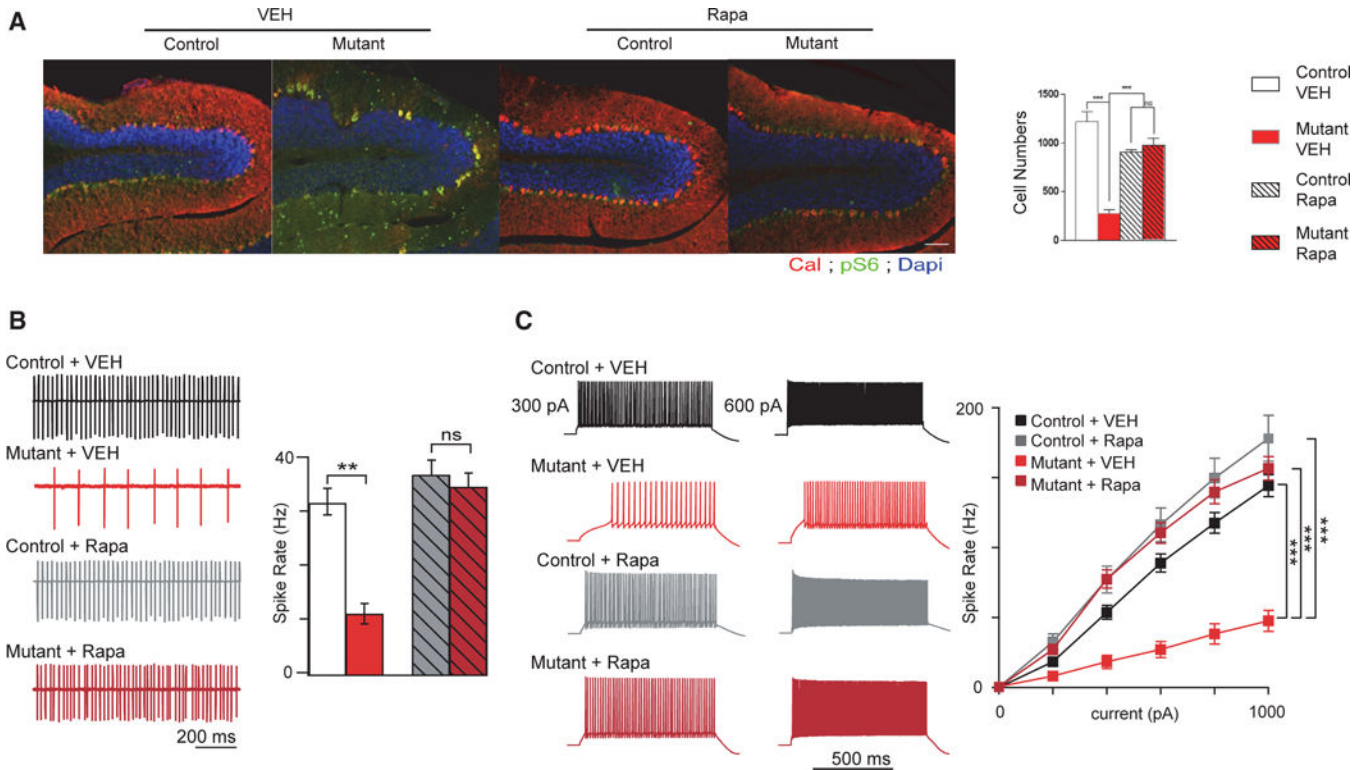 A
VEH
Rapa
Control
Mutant
Control
Mutant
Cal ; pS6 ; Dapi
Cell Numbers
1500
1000
500
0
***
***
ns
Control
VEH
Mutant
VEH
Control
Rapa
Mutant
Rapa
B
Control + VEH
Mutant + VEH
Control + Rapa
Mutant + Rapa
200 ms
Spike Rate (Hz)
40
0
**
ns
C
Control + VEH
300 pA
600 pA
Mutant + VEH
Control + Rapa
Mutant + Rapa
500 ms
Spike Rate (Hz)
200
0
Control + VEH
Control + Rapa
Mutant + VEH
Mutant + Rapa
***
***
***
0
current (pA)
1000